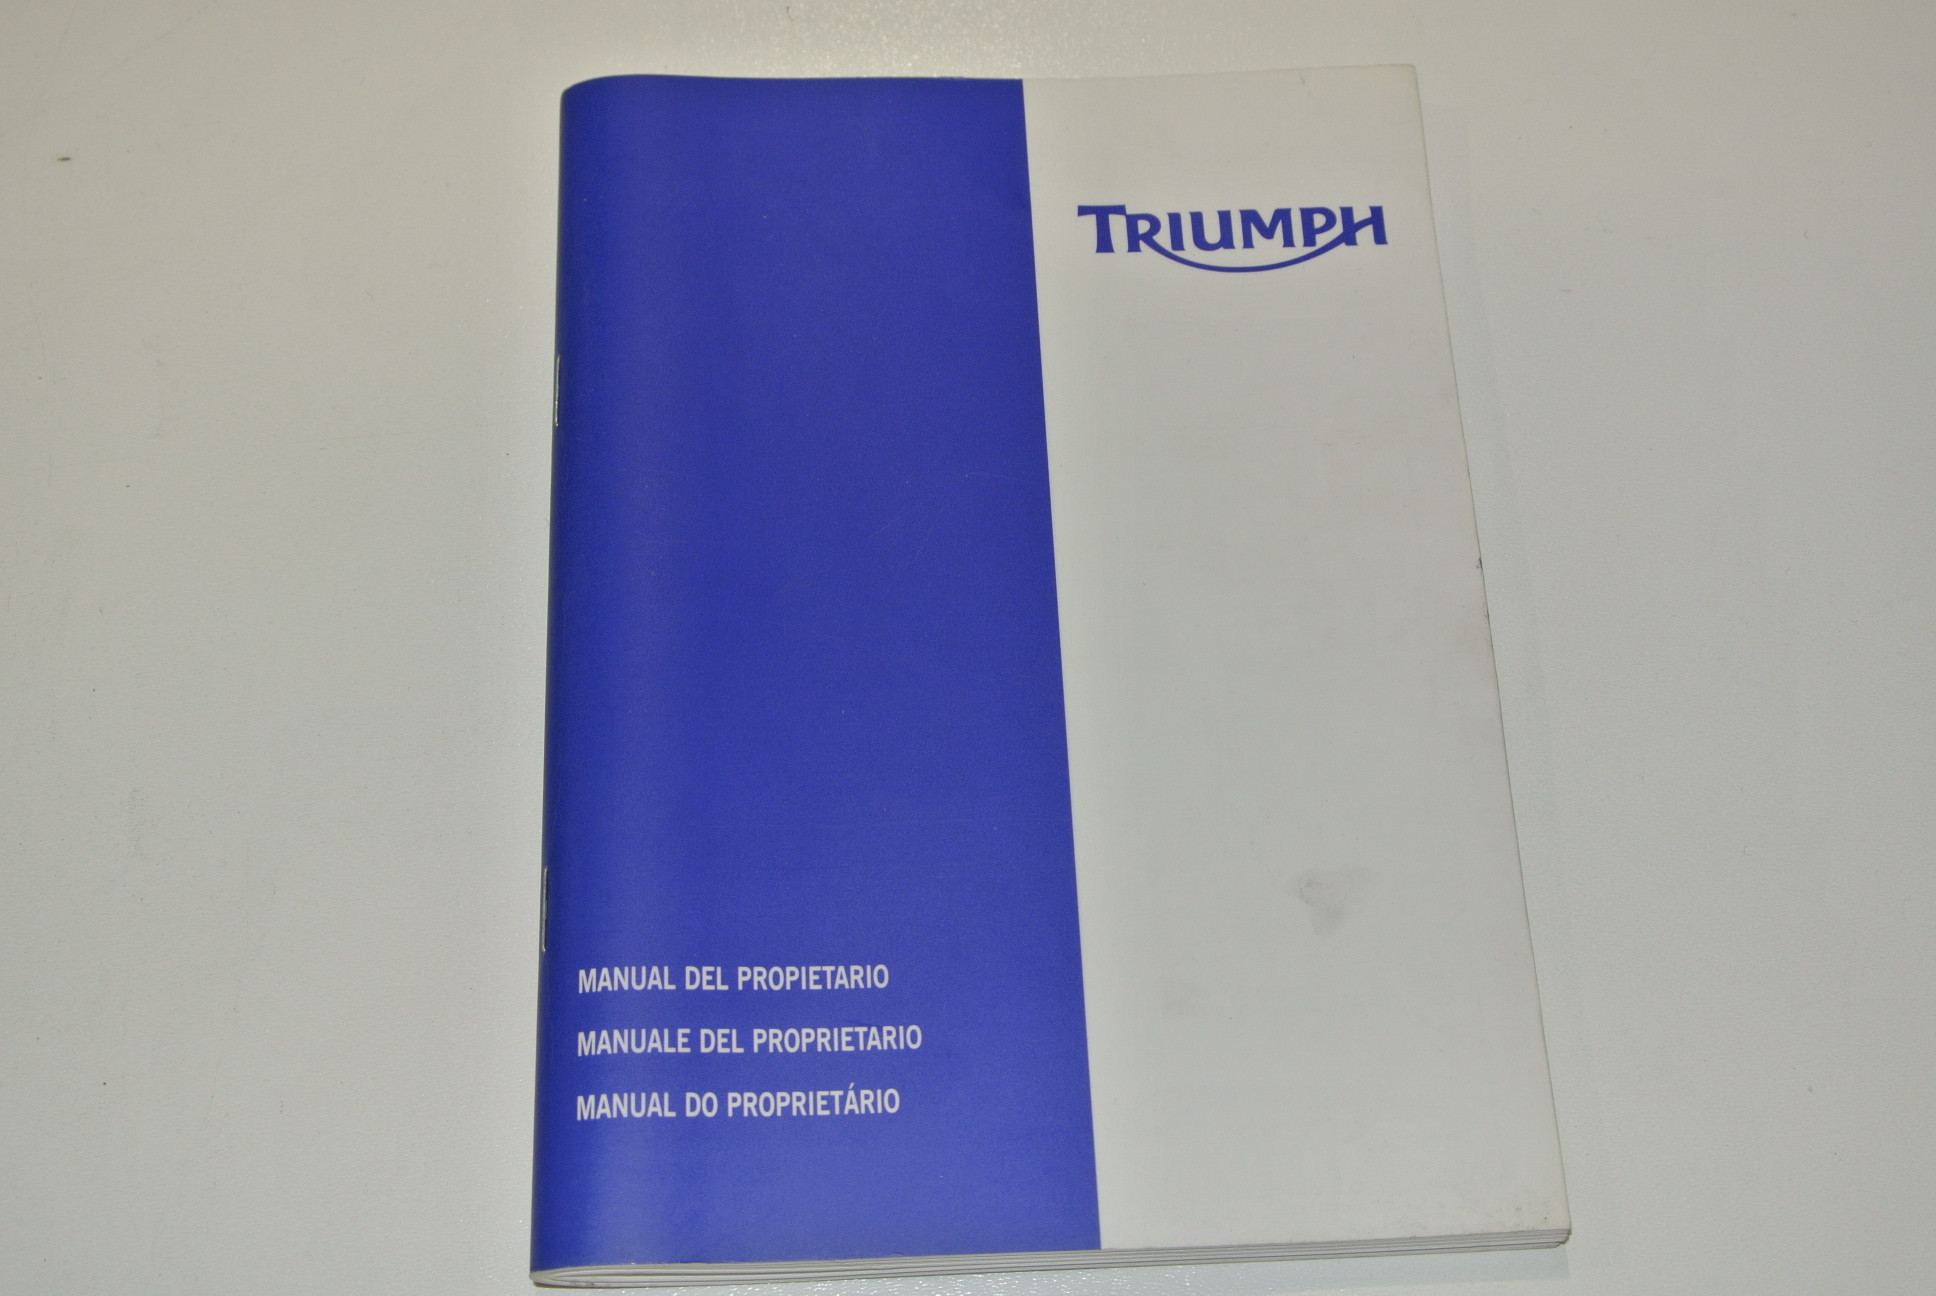 TRIUMPH
MANUAL DEL PROPIETARIO
MANUALE DEL PROPRIETARIO
MANUAL DO PROPRIETÁRIO